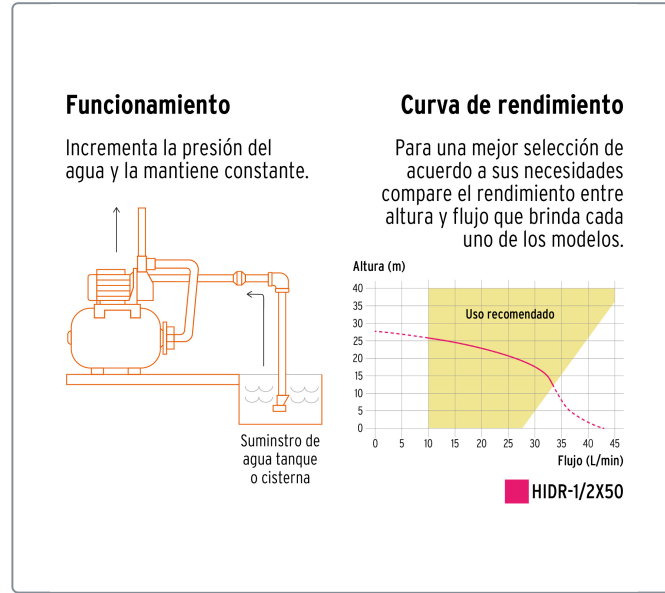 Funcionamiento
Incrementa la presión del
agua y la mantiene constante.
Suminstro de
agua tanque
o cisterna
Curva de rendimiento
Para una mejor selección de
acuerdo a sus necesidades
compare el rendimiento entre
altura y flujo que brinda cada
uno de los modelos.
Altura (m)
40
35
30
25
20
15
10
5
0
Uso recomendado
0 5 10 15 20 25 30 35 40 45
Flujo (L/min)
HIDR-1/2X50